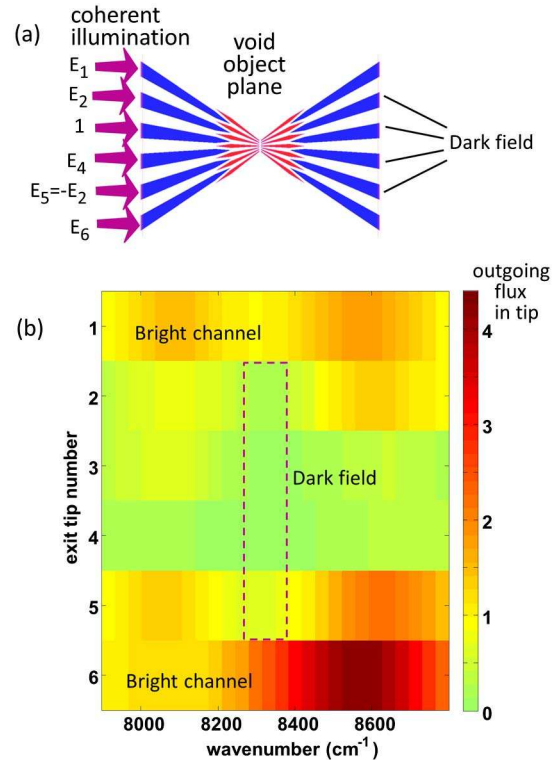 (a)
coherent
illumination
void
object
plane
E1
E2
1
E4
E5=-E2
E6
Dark field
(b)
outgoing
flux
in tip
Bright channel
Dark field
Bright channel
exit tip number
1
2
3
4
5
6
8000 8200 8400 8600
wavenumber (cm⁻¹)
4
3
2
1
0